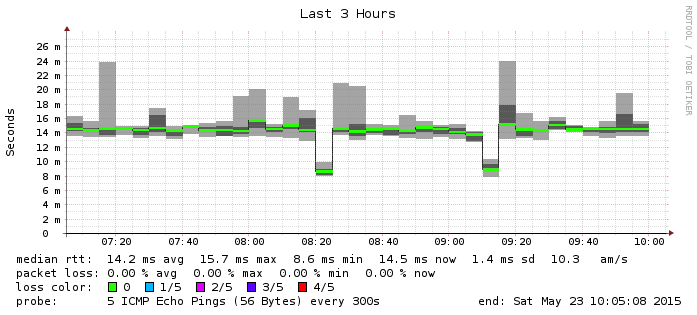 Last 3 Hours
RRDTOOL / TOBI OETIKER
Seconds
26 m
24 m
22 m
20 m
18 m
16 m
14 m
12 m
10 m
8 m
6 m
4 m
2 m
0
07:20 07:40 08:00 08:20 08:40 09:00 09:20 09:40 10:00
median rtt: 14.2 ms avg 15.7 ms max 8.6 ms min 14.5 ms now 1.4 ms sd 10.3 am/s
packet loss: 0.00 % avg 0.00 % max 0.00 % min 0.00 % now
loss color: 0 1/5 2/5 3/5 4/5
probe: 5 ICMP Echo Pings (56 Bytes) every 300s end: Sat May 23 10:05:08 2015